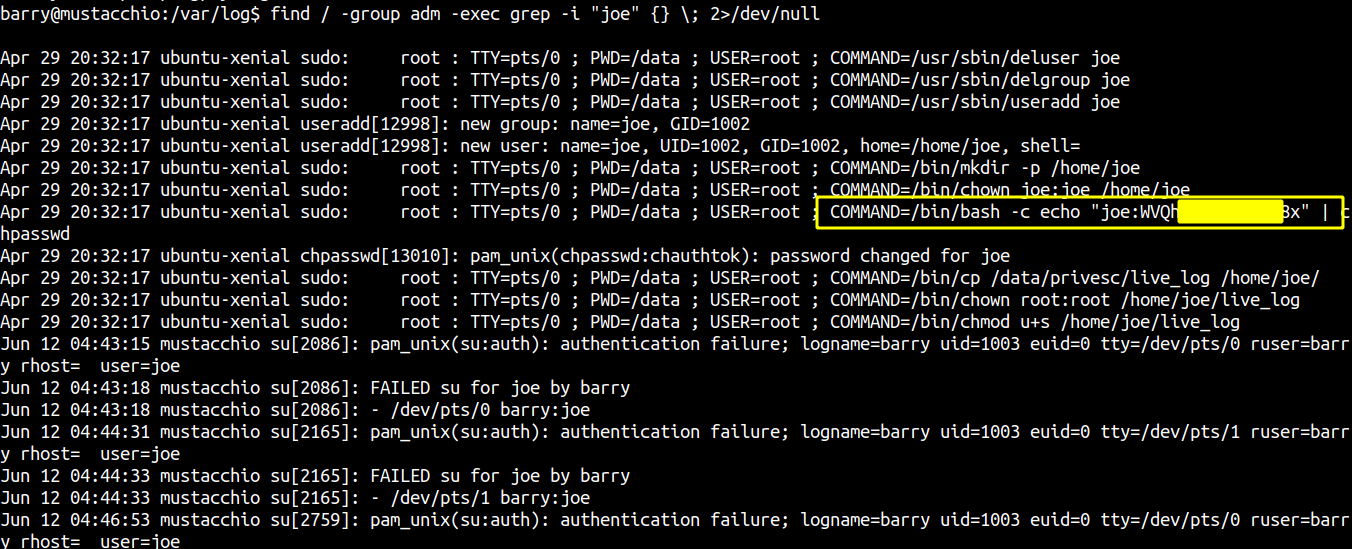 barry@mustacchio:/var/log$ find / -group adm -exec grep -i "joe" {} \; 2>/dev/null
Apr 29 20:32:17 ubuntu-xenial sudo:     root : TTY=pts/0 ; PWD=/data ; USER=root ; COMMAND=/usr/sbin/deluser joe
Apr 29 20:32:17 ubuntu-xenial sudo:     root : TTY=pts/0 ; PWD=/data ; USER=root ; COMMAND=/usr/sbin/delgroup joe
Apr 29 20:32:17 ubuntu-xenial sudo:     root : TTY=pts/0 ; PWD=/data ; USER=root ; COMMAND=/usr/sbin/useradd joe
Apr 29 20:32:17 ubuntu-xenial useradd[12998]: new group: name=joe, GID=1002
Apr 29 20:32:17 ubuntu-xenial useradd[12998]: new user: name=joe, UID=1002, GID=1002, home=/home/joe, shell=
Apr 29 20:32:17 ubuntu-xenial sudo:     root : TTY=pts/0 ; PWD=/data ; USER=root ; COMMAND=/bin/mkdir -p /home/joe
Apr 29 20:32:17 ubuntu-xenial sudo:     root : TTY=pts/0 ; PWD=/data ; USER=root ; COMMAND=/bin/chown joe:joe /home/joe
Apr 29 20:32:17 ubuntu-xenial sudo:     root : TTY=pts/0 ; PWD=/data ; USER=root ; COMMAND=/bin/bash -c echo "joe:WVQh 8x" | c
hpasswd
Apr 29 20:32:17 ubuntu-xenial chpasswd[13010]: pam_unix(chpasswd:chauthtok): password changed for joe
Apr 29 20:32:17 ubuntu-xenial sudo:     root : TTY=pts/0 ; PWD=/data ; USER=root ; COMMAND=/bin/cp /data/privesc/live_log /home/joe/
Apr 29 20:32:17 ubuntu-xenial sudo:     root : TTY=pts/0 ; PWD=/data ; USER=root ; COMMAND=/bin/chown root:root /home/joe/live_log
Apr 29 20:32:17 ubuntu-xenial sudo:     root : TTY=pts/0 ; PWD=/data ; USER=root ; COMMAND=/bin/chmod u+s /home/joe/live_log
Jun 12 04:43:15 mustacchio su[2086]: pam_unix(su:auth): authentication failure; logname=barry uid=1003 euid=0 tty=/dev/pts/0 ruser=barr
y rhost=  user=joe
Jun 12 04:43:18 mustacchio su[2086]: FAILED su for joe by barry
Jun 12 04:43:18 mustacchio su[2086]: - /dev/pts/0 barry:joe
Jun 12 04:44:31 mustacchio su[2165]: pam_unix(su:auth): authentication failure; logname=barry uid=1003 euid=0 tty=/dev/pts/1 ruser=barr
y rhost=  user=joe
Jun 12 04:44:33 mustacchio su[2165]: FAILED su for joe by barry
Jun 12 04:44:33 mustacchio su[2165]: - /dev/pts/1 barry:joe
Jun 12 04:46:53 mustacchio su[2759]: pam_unix(su:auth): authentication failure; logname=barry uid=1003 euid=0 tty=/dev/pts/0 ruser=barr
y rhost=  user=joe